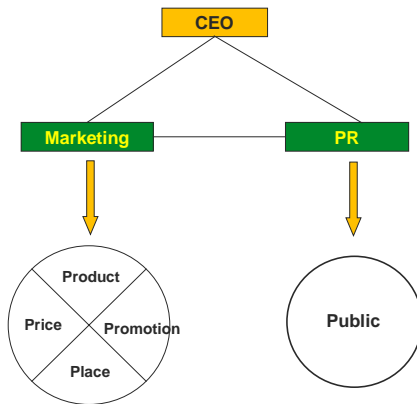 CEO
Marketing
PR
Product
Price
Promotion
Place
Public